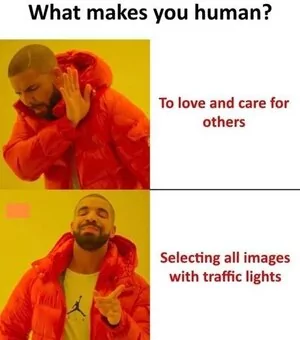 What makes you human?
To love and care for
others
Selecting all images
with traffic lights